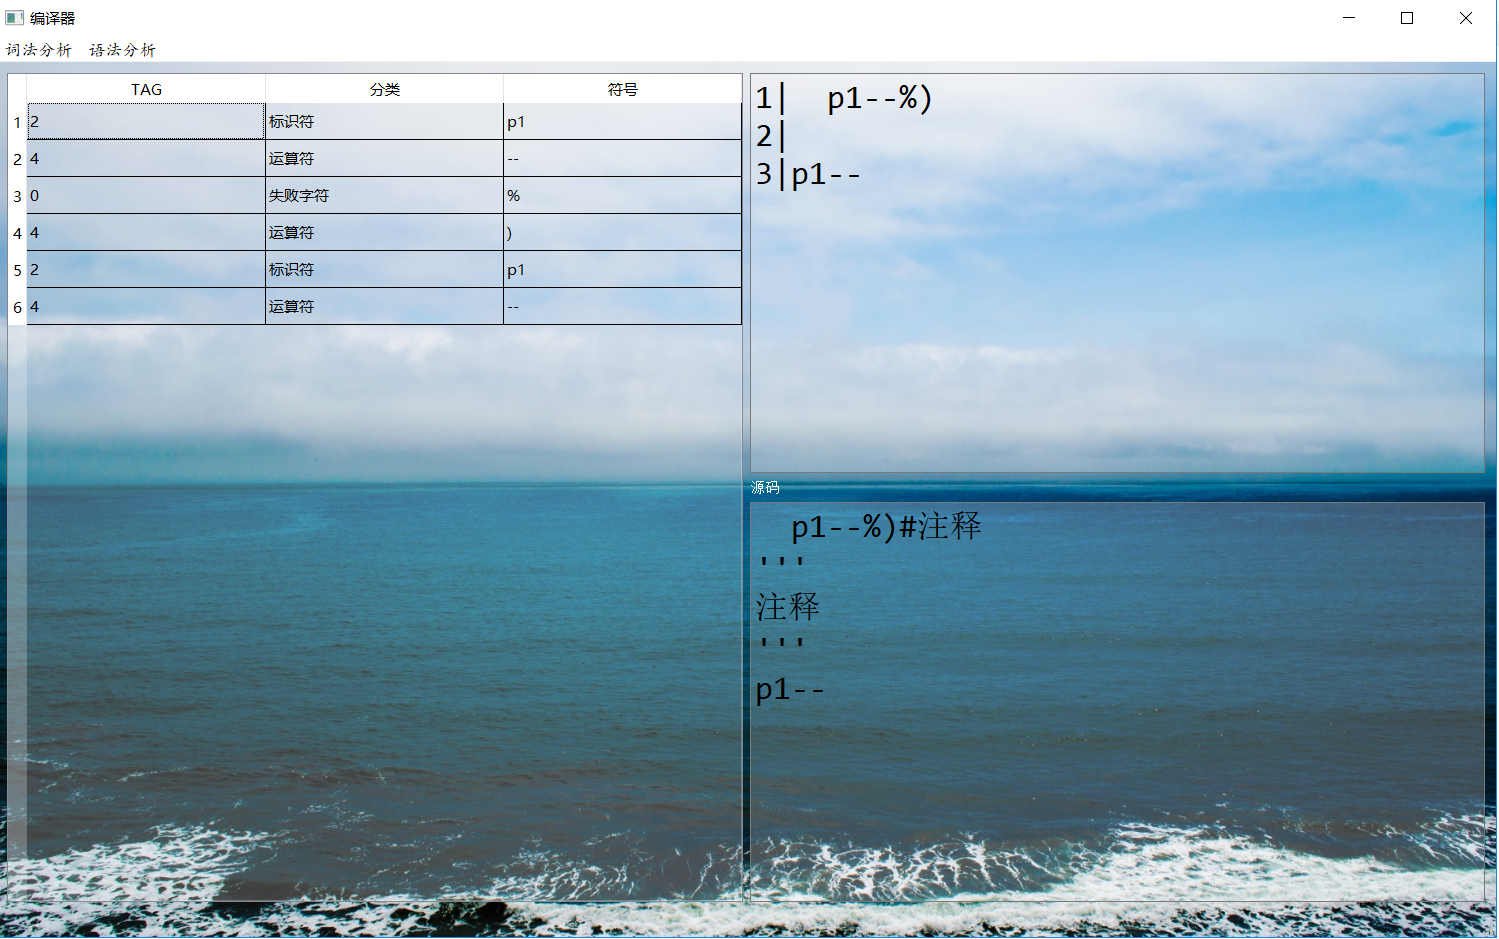 编译器
词法分析 语法分析
TAG 分类 符号
1 2 标识符 p1
2 4 运算符 --
3 0 失败字符 %
4 4 运算符 )
5 2 标识符 p1
6 4 运算符 --
1|  p1--%)
2|
3|p1--
源码
  p1--%)#注释
'''
注释
'''
p1--